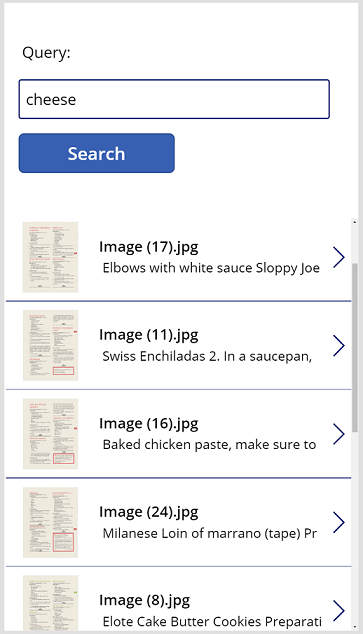 Query:
cheese
Search
Image (17).jpg
Elbows with white sauce Sloppy Joe
Image (11).jpg
Swiss Enchiladas 2. In a saucepan,
Image (16).jpg
Baked chicken paste, make sure to
Image (24).jpg
Milanese Loin of marrano (tape) Pr
Image (8).jpg
Elote Cake Butter Cookies Preparati